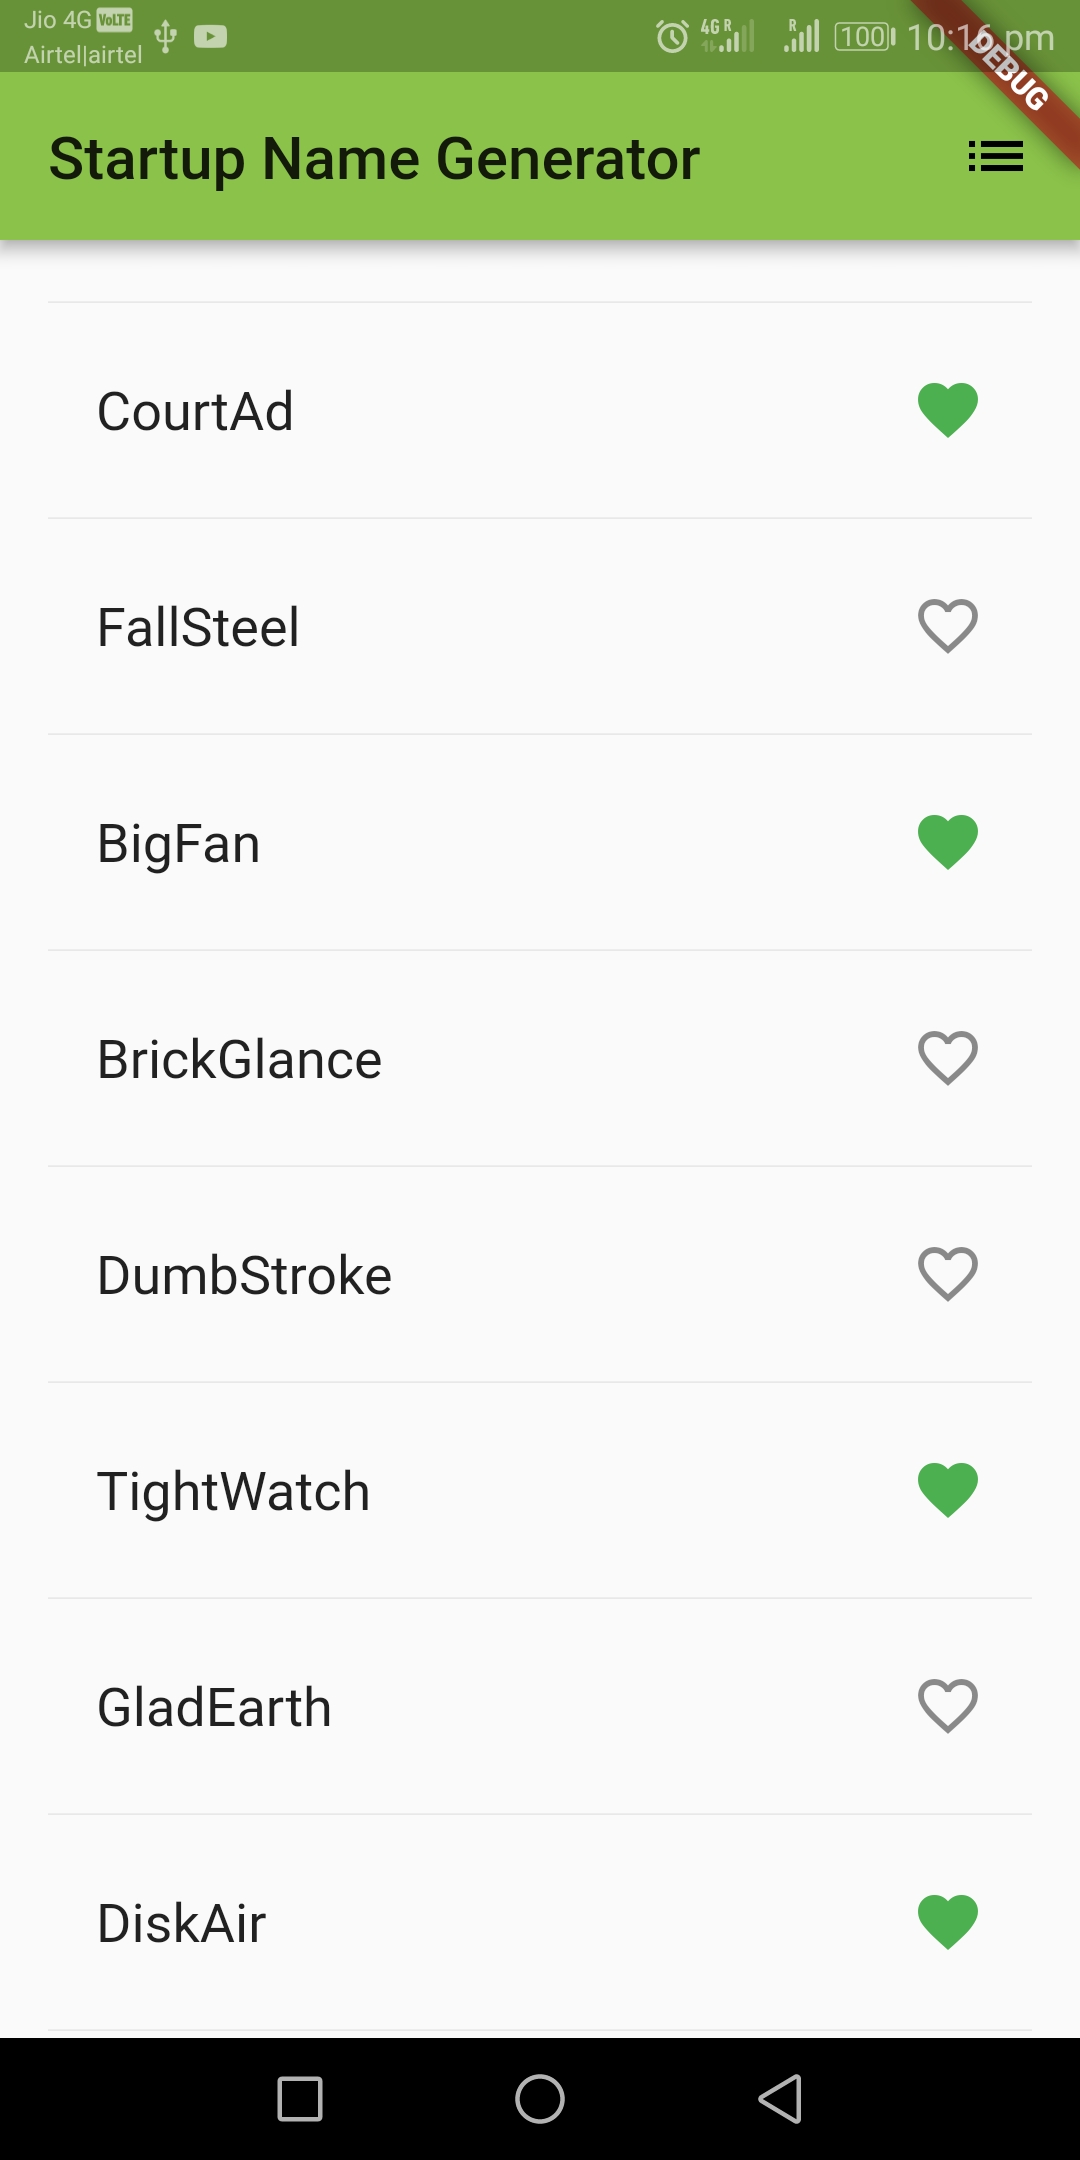 Jio 4G VoLTE
Airtel|airtel
4G R
R
100
10:16 pm
DEBUG
Startup Name Generator
CourtAd
FallSteel
BigFan
BrickGlance
DumbStroke
TightWatch
GladEarth
DiskAir